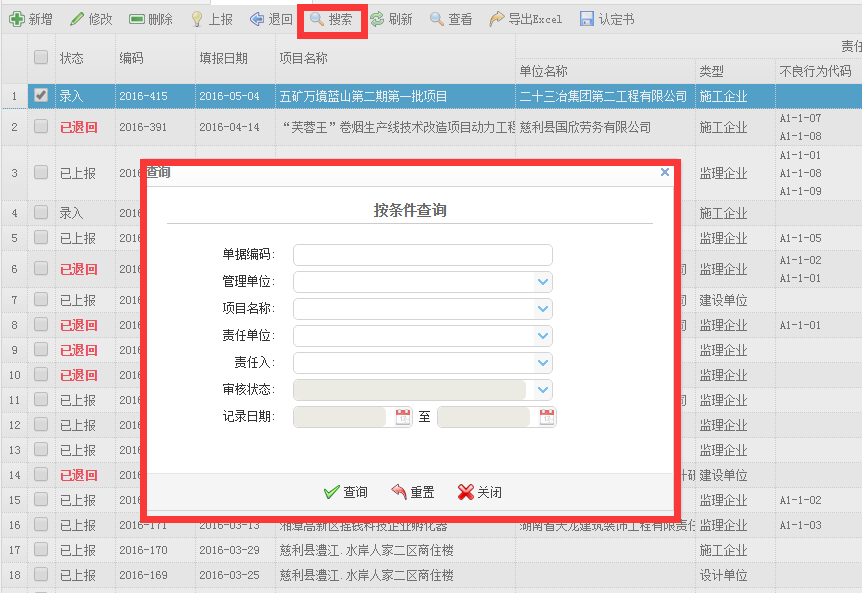 新增 修改 删除 上报 退回 搜索 刷新 查看 导出Excel 认定书
状态 编码 填报日期 项目名称
单位名称 类型 不良行为代码
1 录入 2016-415 2016-05-04 五矿万境蓝山第二期第一批项目 二十三冶集团第二工程有限公司 施工企业
2 已退回 2016-391 2016-04-14 “芙蓉王”卷烟生产线技术改造项目动力工程 慈利县国欣劳务有限公司 施工企业 A1-1-07
A1-1-08
3 已上报 2016 监理企业 A1-1-01
A1-1-08
A1-1-09
4 录入 2016 施工企业
5 已上报 2016 监理企业 A1-1-05
6 已退回 2016 司 监理企业 A1-1-02
A1-1-01
7 已上报 2016 司 建设单位
8 已退回 2016 司 监理企业 A1-1-01
9 已退回 2016 监理企业
10 已退回 2016 监理企业
11 已上报 2016 司 监理企业
12 已上报 2016 监理企业
13 已上报 2016 监理企业
14 已退回 2016 计研 建设单位
15 已上报 2016 监理企业 A1-1-02
16 已上报 2016-171 2016-03-13 湘潭高新区摇钱科技企业孵化器 湖南省天龙建筑装饰工程有限责任 监理企业 A1-1-03
17 已上报 2016-170 2016-03-29 慈利县澧江.水岸人家二区商住楼 施工企业
18 已上报 2016-169 2016-03-25 慈利县澧江.水岸人家二区商住楼 设计单位
查询
按条件查询
单据编码:
管理单位:
项目名称:
责任单位:
责任人:
审核状态:
记录日期: 至
查询 重置 关闭